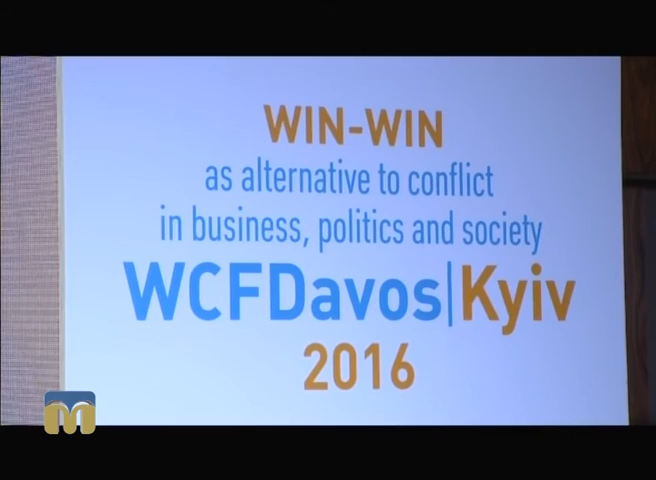 WIN-WIN
as alternative to conflict
in business, politics and society
WCFDavos|Kyiv
2016
m